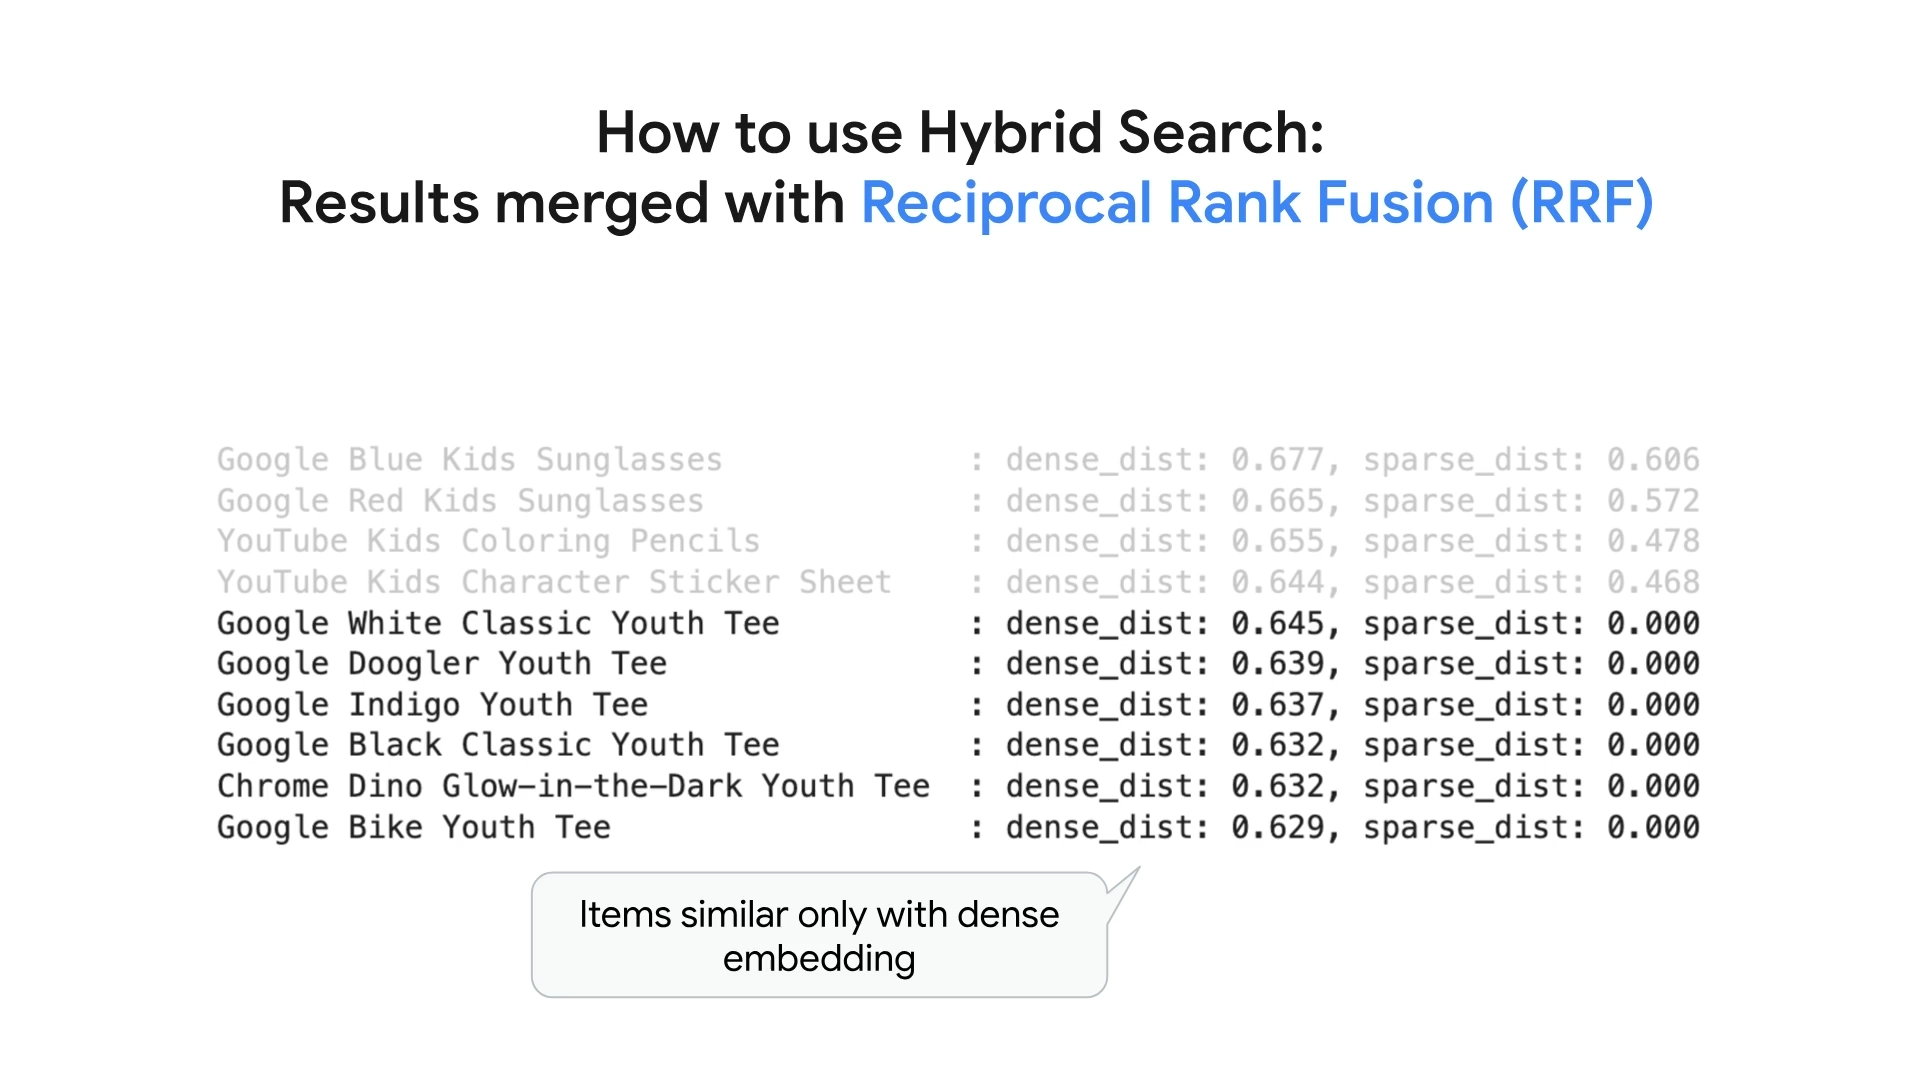 How to use Hybrid Search:
Results merged with Reciprocal Rank Fusion (RRF)
Google Blue Kids Sunglasses : dense_dist: 0.677, sparse_dist: 0.606
Google Red Kids Sunglasses : dense_dist: 0.665, sparse_dist: 0.572
YouTube Kids Coloring Pencils : dense_dist: 0.655, sparse_dist: 0.478
YouTube Kids Character Sticker Sheet : dense_dist: 0.644, sparse_dist: 0.468
Google White Classic Youth Tee : dense_dist: 0.645, sparse_dist: 0.000
Google Doogler Youth Tee : dense_dist: 0.639, sparse_dist: 0.000
Google Indigo Youth Tee : dense_dist: 0.637, sparse_dist: 0.000
Google Black Classic Youth Tee : dense_dist: 0.632, sparse_dist: 0.000
Chrome Dino Glow-in-the-Dark Youth Tee : dense_dist: 0.632, sparse_dist: 0.000
Google Bike Youth Tee : dense_dist: 0.629, sparse_dist: 0.000
Items similar only with dense
embedding